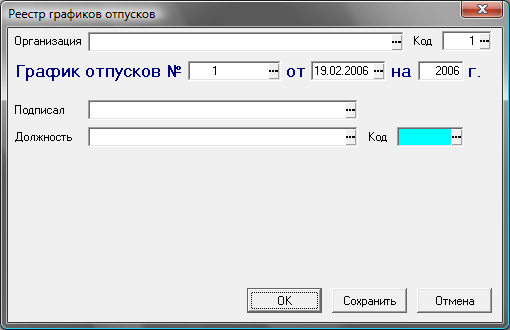 Реестр графиков отпусков
Организация Код 1
График отпусков № 1 от 19.02.2006 на 2006 г.
Подписал
Должность Код
OK Сохранить Отмена